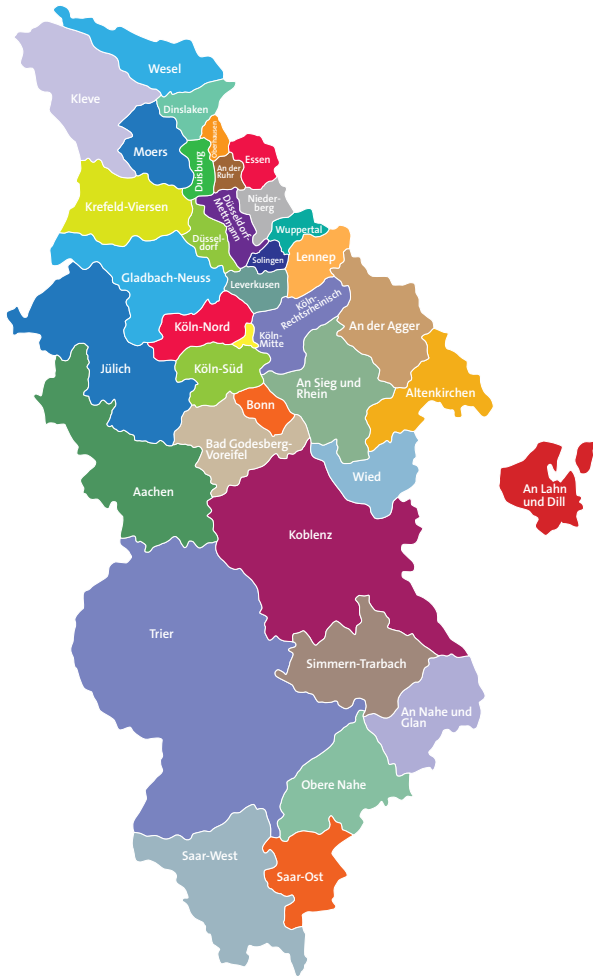 Wesel
Kleve
Dinslaken
Oberhausen
Moers
Duisburg
Essen
An der
Ruhr
Krefeld-Viersen
Düsseldorf-
Mettmann
Nieder-
berg
Wuppertal
Düssel-
dorf
Solingen
Lennep
Gladbach-Neuss
Leverkusen
Köln-
Rechtsrheinisch
Köln-Nord
Köln-
Mitte
An der Agger
Jülich
Köln-Süd
An Sieg und
Rhein
Altenkirchen
Bonn
Bad Godesberg-
Voreifel
Wied
Aachen
An Lahn
und Dill
Koblenz
Trier
Simmern-Trarbach
An Nahe und
Glan
Obere Nahe
Saar-West
Saar-Ost